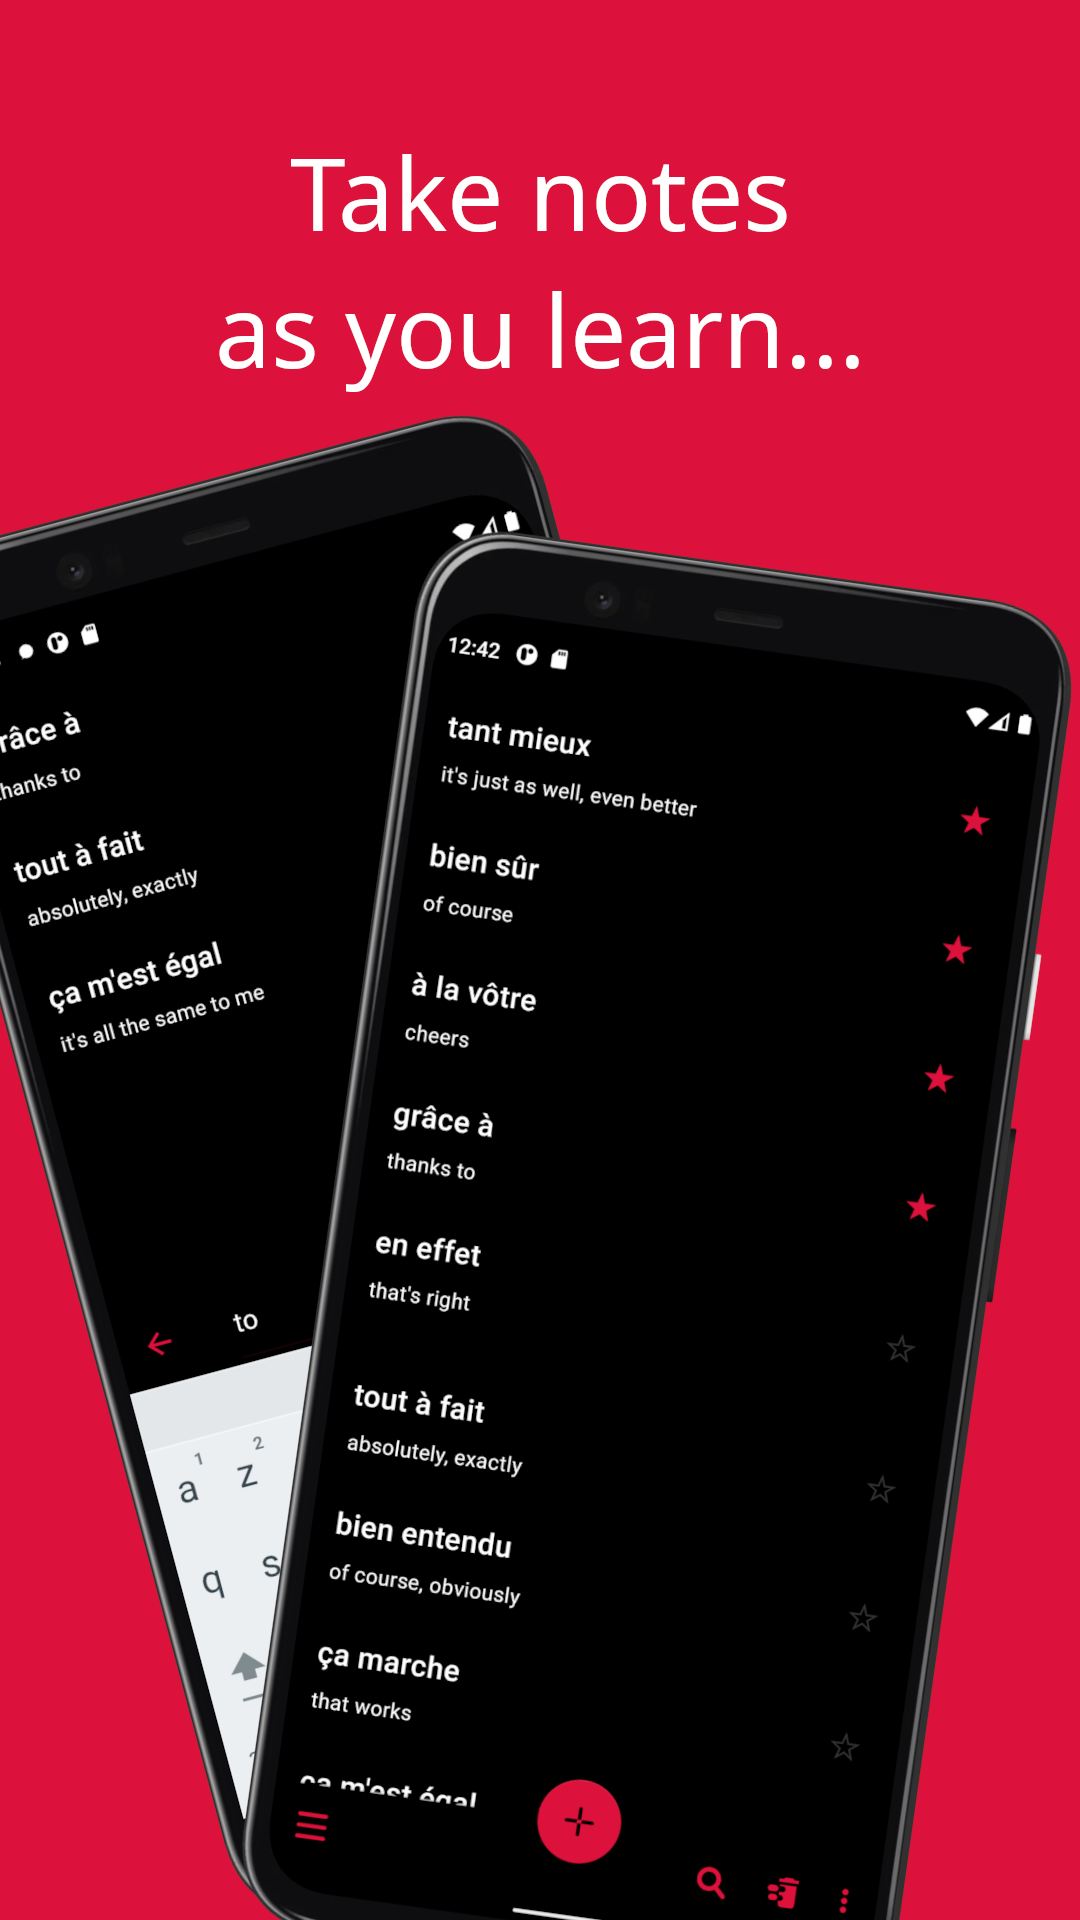 Take notes
as you learn...
râce à
hanks to
tout à fait
absolutely, exactly
ça m'est égal
it's all the same to me
to
1
2
a z
q s
12:42
tant mieux
it's just as well, even better
bien sûr
of course
à la vôtre
cheers
grâce à
thanks to
en effet
that's right
tout à fait
absolutely, exactly
bien entendu
of course, obviously
ça marche
that works
ça m'est égal